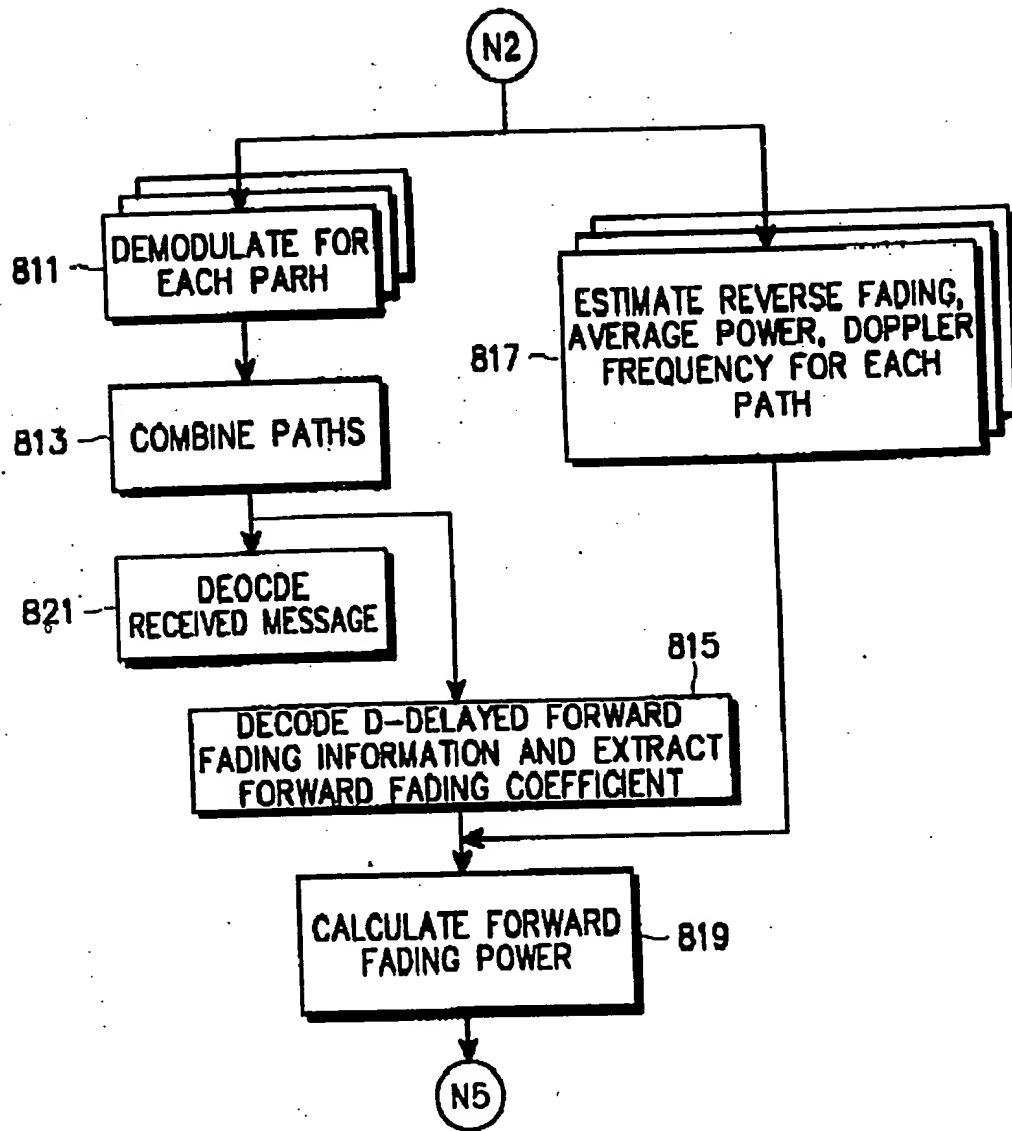 N2
811
DEMODULATE FOR
EACH PARH
817
ESTIMATE REVERSE FADING,
AVERAGE POWER, DOPPLER
FREQUENCY FOR EACH
PATH
813
COMBINE PATHS
821
DEOCDE
RECEIVED MESSAGE
815
DECODE D-DELAYED FORWARD
FADING INFORMATION AND EXTRACT
FORWARD FADING COEFFICIENT
CALCULATE FORWARD
FADING POWER
819
N5